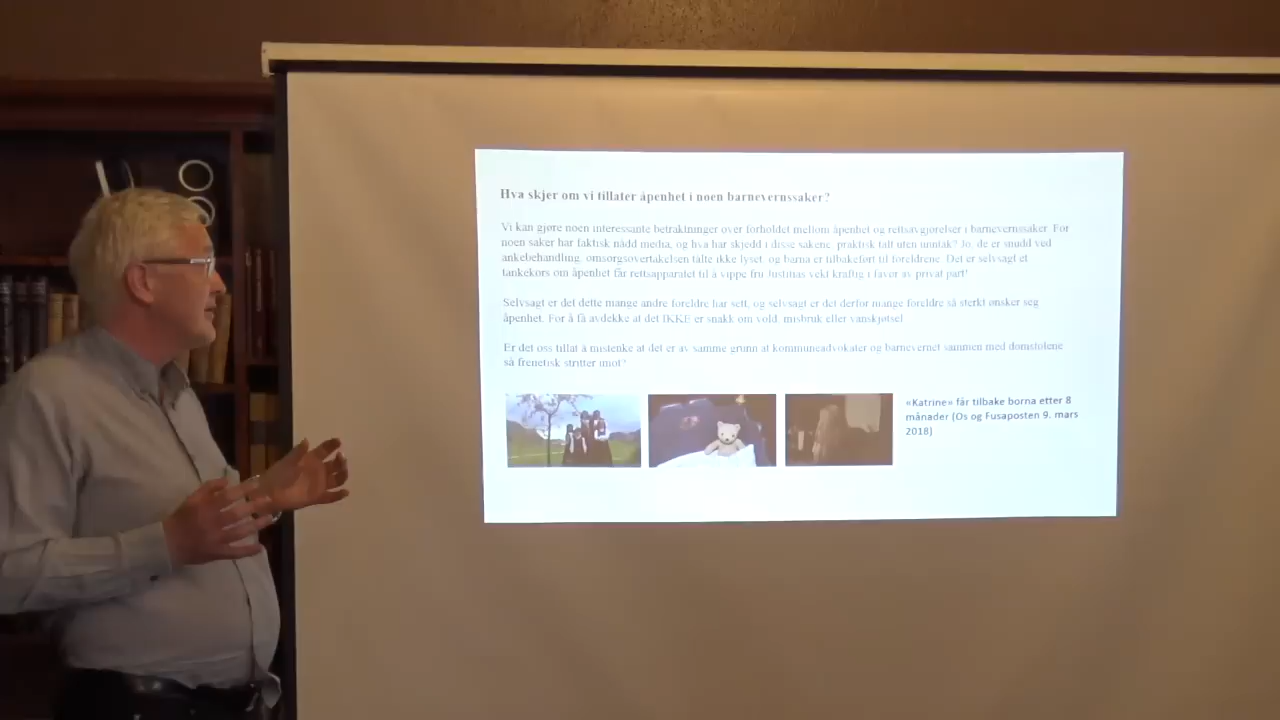 Hva skjer om vi tillater åpenhet i noen barnevernssaker?
Vi kan gjøre noen interessante betraktninger over forholdet mellom åpenhet og rettsavgjørelser i barnevernssaker. For
noen saker har faktisk nådd media, og hva har skjedd i disse sakene, praktisk talt uten unntak? Jo, de er snudd ved
ankebehandling, omsorgsovertakelsen tålte ikke lyset, og barna er tilbakeført til foreldrene. Det er selvsagt et
tankekors om åpenhet får rettsapparatet til å vippe fru Justitias vekt kraftig i favør av privat part!
Selvsagt er det dette mange andre foreldre har sett, og selvsagt er det derfor mange foreldre så sterkt ønsker seg
åpenhet. For å få avdekke at det IKKE er snakk om vold, misbruk eller vanskjøtsel.
Er det oss tillat å mistenke at det er av samme grunn at kommuneadvokater og barnevernet sammen med domstolene
så frenetisk stritter imot?
«Katrine» får tilbake borna etter 8
månader (Os og Fusaposten 9. mars
2018)